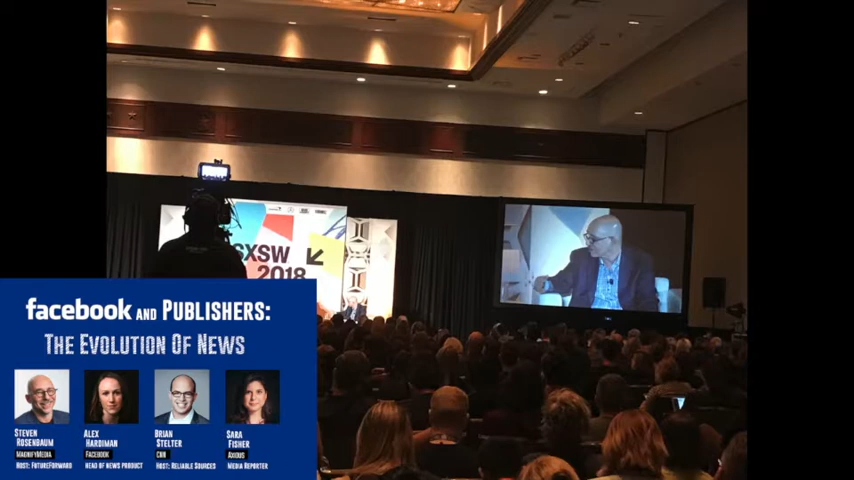 SXSW
2018
facebook AND PUBLISHERS:
THE EVOLUTION OF NEWS
STEVEN ROSENBAUM
MAGNIFYMEDIA
HOST: FUTUREFORWARD
ALEX HARDIMAN
FACEBOOK
HEAD OF NEWS PRODUCT
BRIAN STELTER
CNN
HOST: RELIABLE SOURCES
SARA FISHER
AXIOS
MEDIA REPORTER